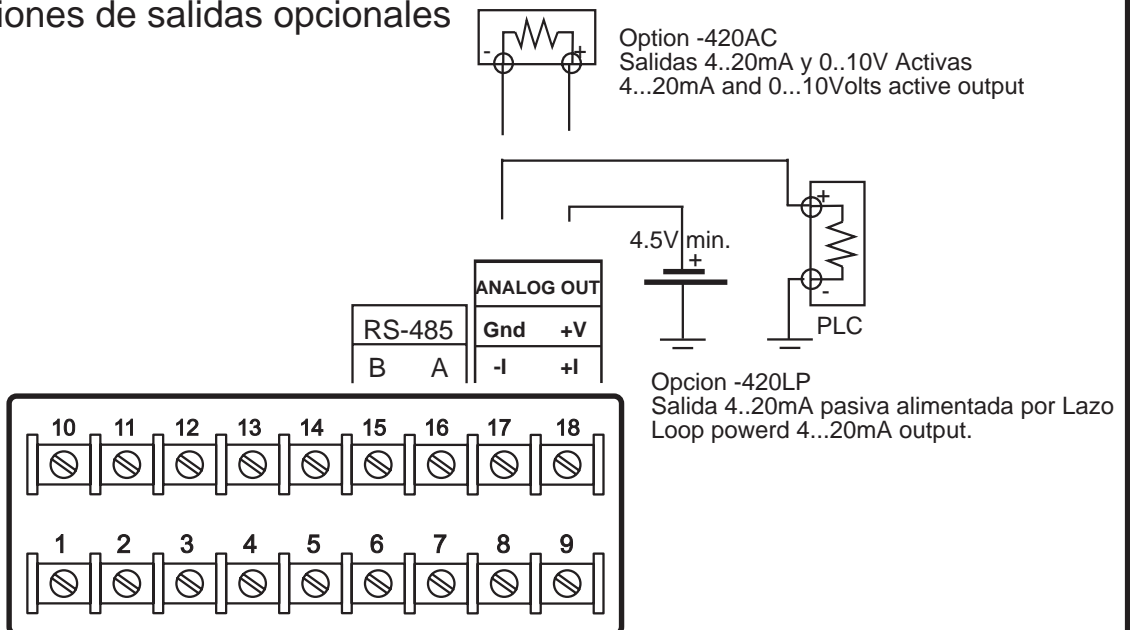 iones de salidas opcionales
- +
Option -420AC
Salidas 4..20mA y 0..10V Activas
4...20mA and 0...10Volts active output
4.5V min.
+
+
-
PLC
ANALOG OUT
RS-485 Gnd +V
B A -I +I
Opcion -420LP
Salida 4..20mA pasiva alimentada por Lazo
Loop powerd 4...20mA output.
10 11 12 13 14 15 16 17 18
1 2 3 4 5 6 7 8 9